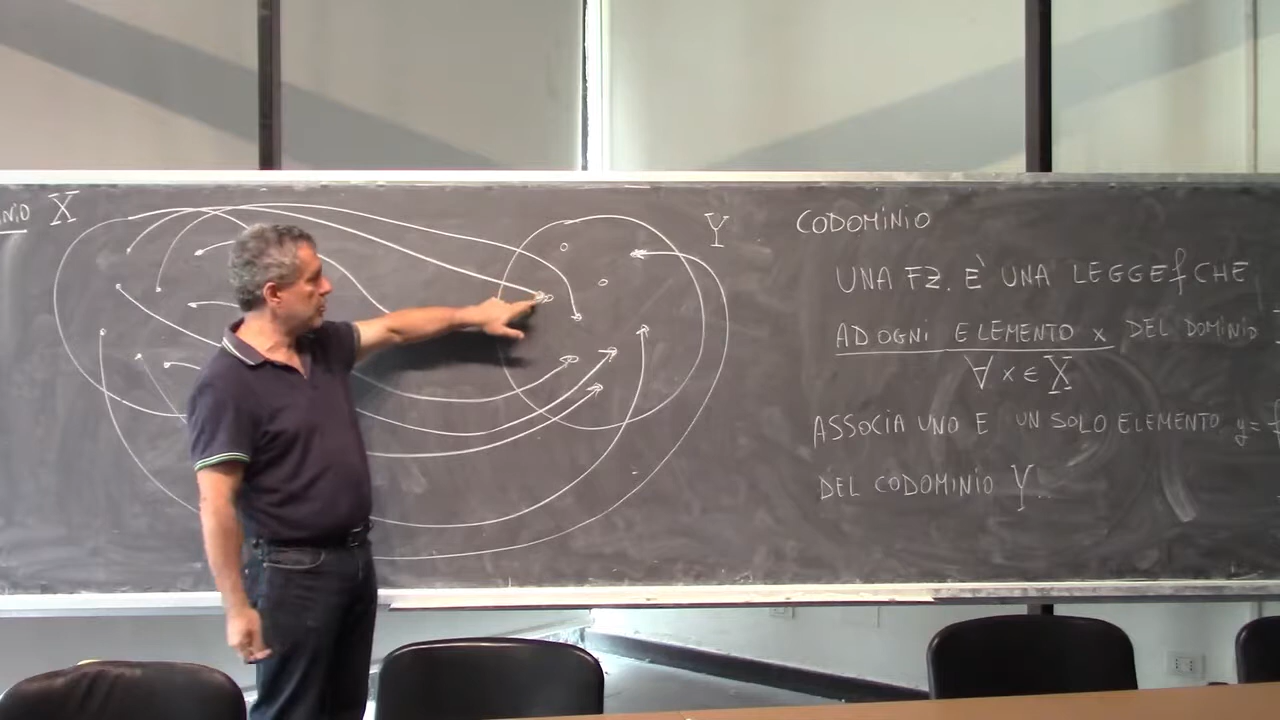 X
Y
CODOMINIO
UNA FZ. È UNA LEGGE f CHE
AD OGNI ELEMENTO x DEL DOMINIO
∀ x ∈ X
ASSOCIA UNO E UN SOLO ELEMENTO y =
DEL CODOMINIO Y.